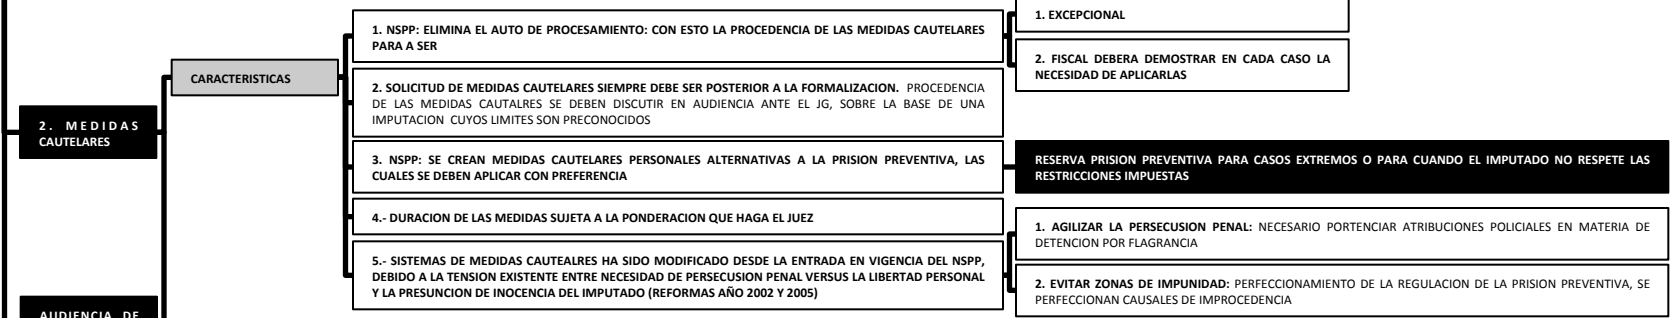 2. MEDIDAS
CAUTELARES
CARACTERISTICAS
1. NSPP: ELIMINA EL AUTO DE PROCESAMIENTO: CON ESTO LA PROCEDENCIA DE LAS MEDIDAS CAUTELARES
PARA A SER
1. EXCEPCIONAL
2. FISCAL DEBERA DEMOSTRAR EN CADA CASO LA
NECESIDAD DE APLICARLAS
2. SOLICITUD DE MEDIDAS CAUTELARES SIEMPRE DEBE SER POSTERIOR A LA FORMALIZACION. PROCEDENCIA
DE LAS MEDIDAS CAUTALRES SE DEBEN DISCUTIR EN AUDIENCIA ANTE EL JG, SOBRE LA BASE DE UNA
IMPUTACION CUYOS LIMITES SON PRECONOCIDOS
3. NSPP: SE CREAN MEDIDAS CAUTELARES PERSONALES ALTERNATIVAS A LA PRISION PREVENTIVA, LAS
CUALES SE DEBEN APLICAR CON PREFERENCIA
RESERVA PRISION PREVENTIVA PARA CASOS EXTREMOS O PARA CUANDO EL IMPUTADO NO RESPETE LAS
RESTRICCIONES IMPUESTAS
4.- DURACION DE LAS MEDIDAS SUJETA A LA PONDERACION QUE HAGA EL JUEZ
5.- SISTEMAS DE MEDIDAS CAUTEALRES HA SIDO MODIFICADO DESDE LA ENTRADA EN VIGENCIA DEL NSPP,
DEBIDO A LA TENSION EXISTENTE ENTRE NECESIDAD DE PERSECUSION PENAL VERSUS LA LIBERTAD PERSONAL
Y LA PRESUNCION DE INOCENCIA DEL IMPUTADO (REFORMAS AÑO 2002 Y 2005)
1. AGILIZAR LA PERSECUSION PENAL: NECESARIO PORTENCIAR ATRIBUCIONES POLICIALES EN MATERIA DE
DETENCION POR FLAGRANCIA
2. EVITAR ZONAS DE IMPUNIDAD: PERFECCIONAMIENTO DE LA REGULACION DE LA PRISION PREVENTIVA, SE
PERFECCIONAN CAUSALES DE IMPROCEDENCIA
AUDIENCIA DE